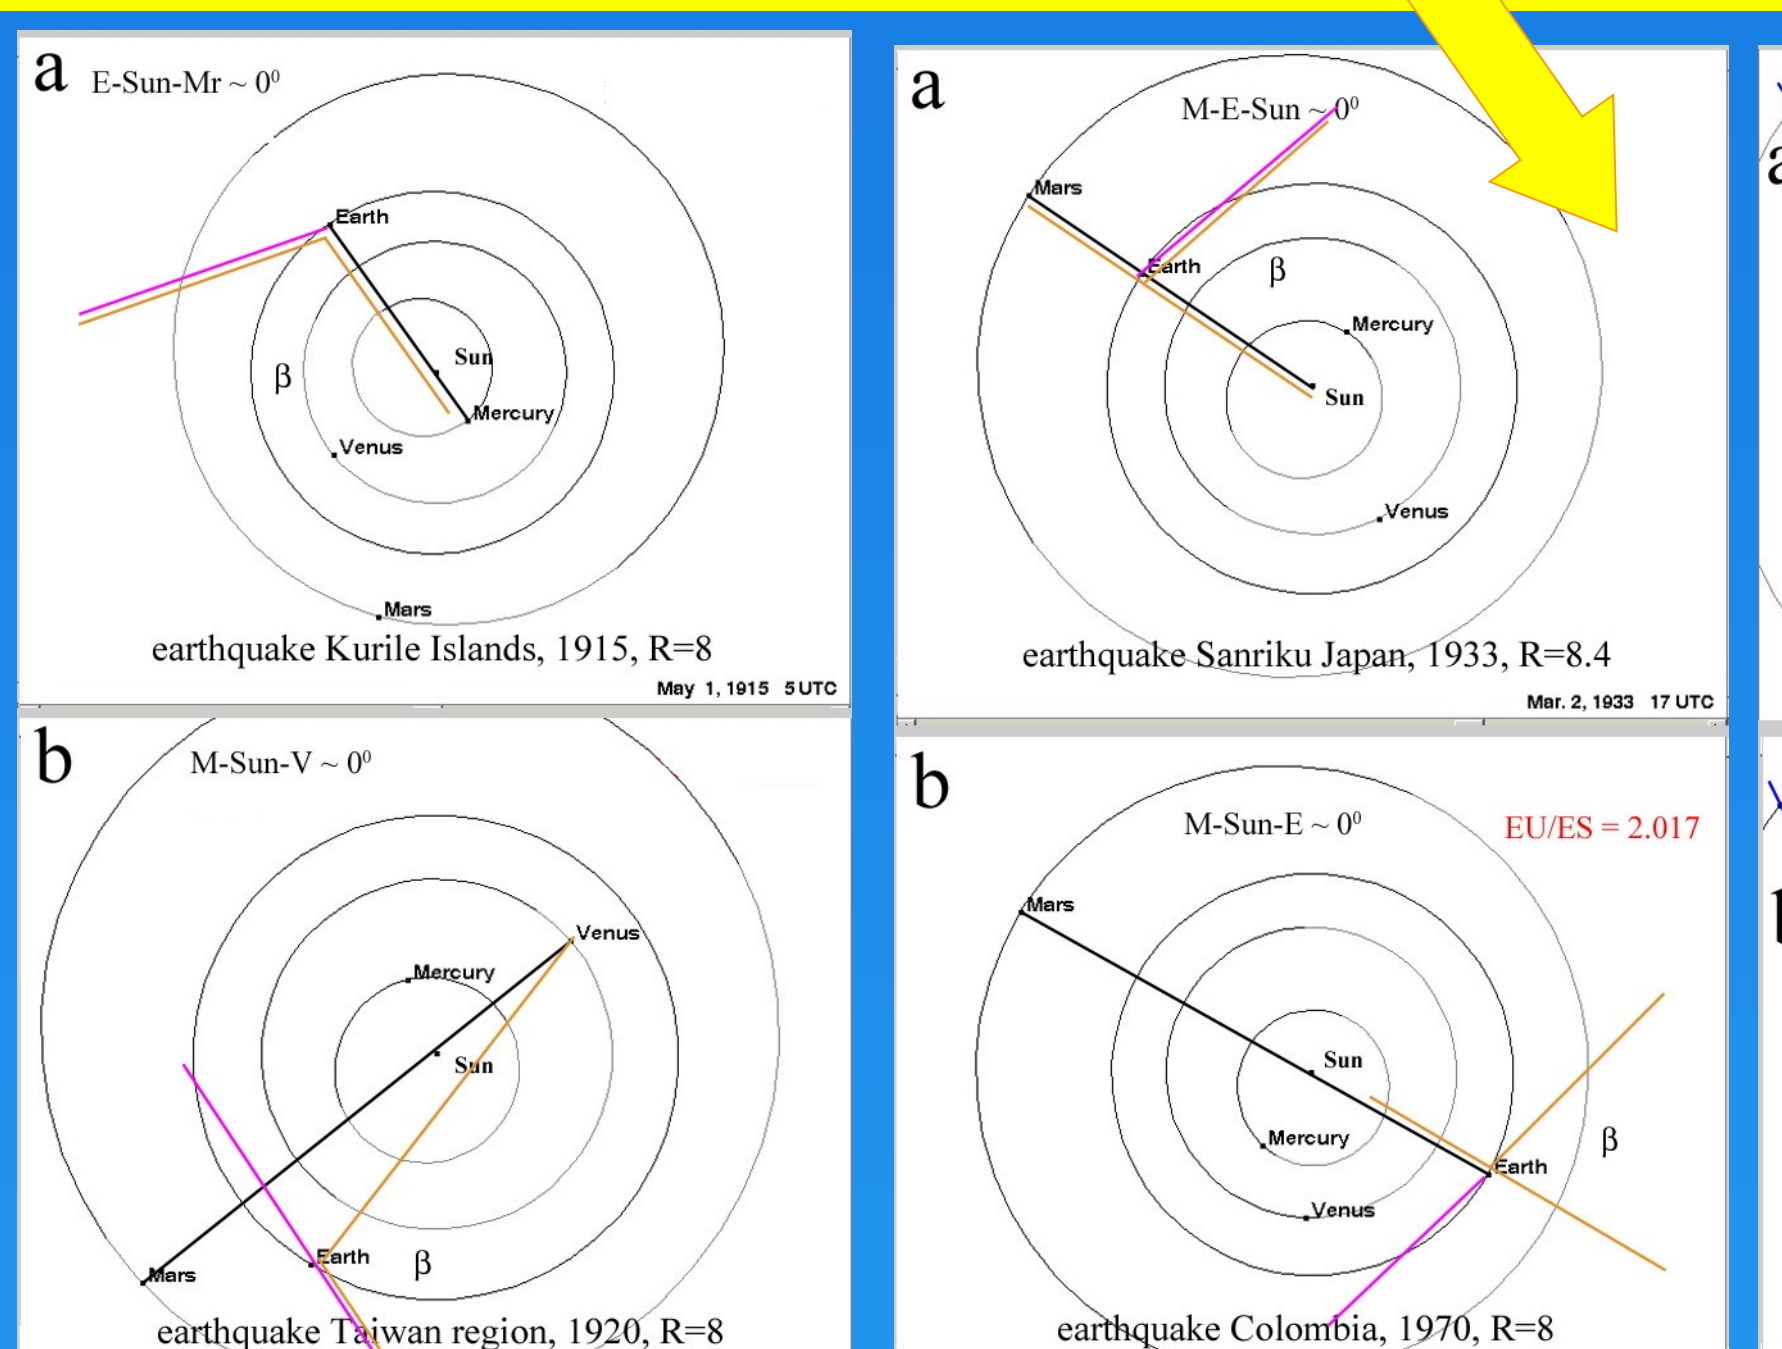 a
E-Sun-Mr ~ 0⁰
Earth
Sun
β
Mercury
Venus
Mars
earthquake Kurile Islands, 1915, R=8
May 1, 1915 5 UTC
b
M-Sun-V ~ 0⁰
Venus
Mercury
Sun
Earth
β
Mars
earthquake Taiwan region, 1920, R=8
a
M-E-Sun ~ 0⁰
Mars
Earth
β
Mercury
Sun
Venus
earthquake Sanriku Japan, 1933, R=8.4
Mar. 2, 1933 17 UTC
b
M-Sun-E ~ 0⁰
EU/ES = 2.017
Mars
Sun
Mercury
β
Earth
Venus
earthquake Colombia, 1970, R=8